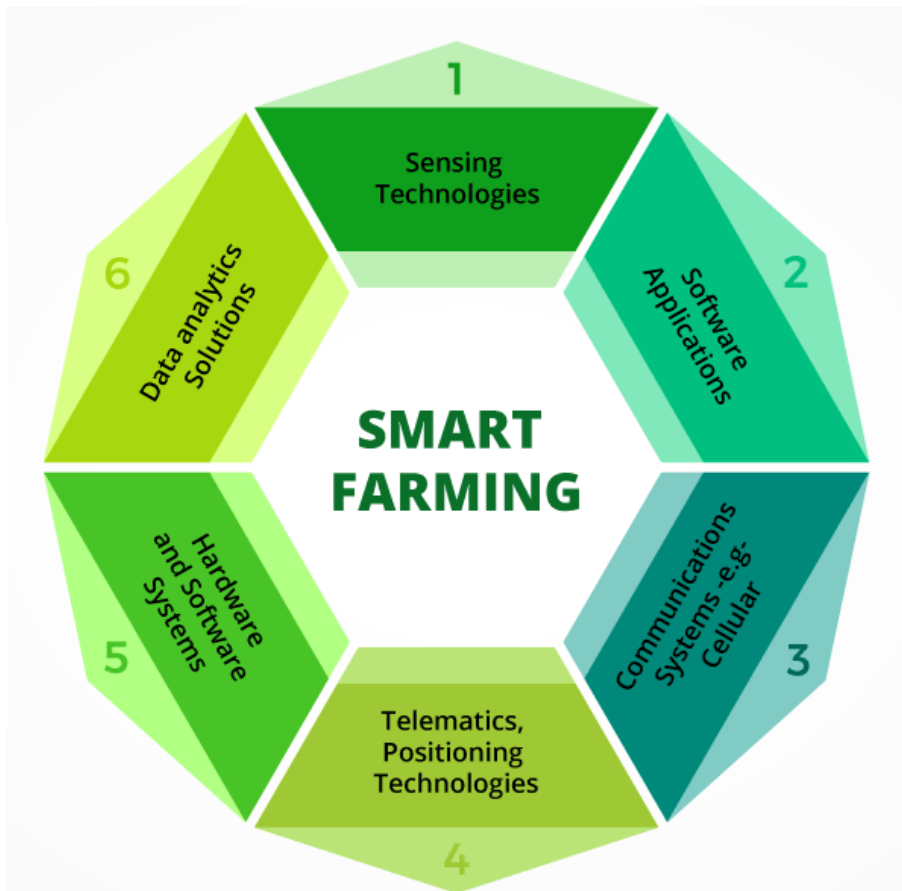 1
Sensing
Technologies
2
Software
Applications
3
Communications
Systems -e.g-
Cellular
4
Telematics,
Positioning
Technologies
5
Hardware
and Software
Systems
6
Data analytics
Solutions
SMART
FARMING